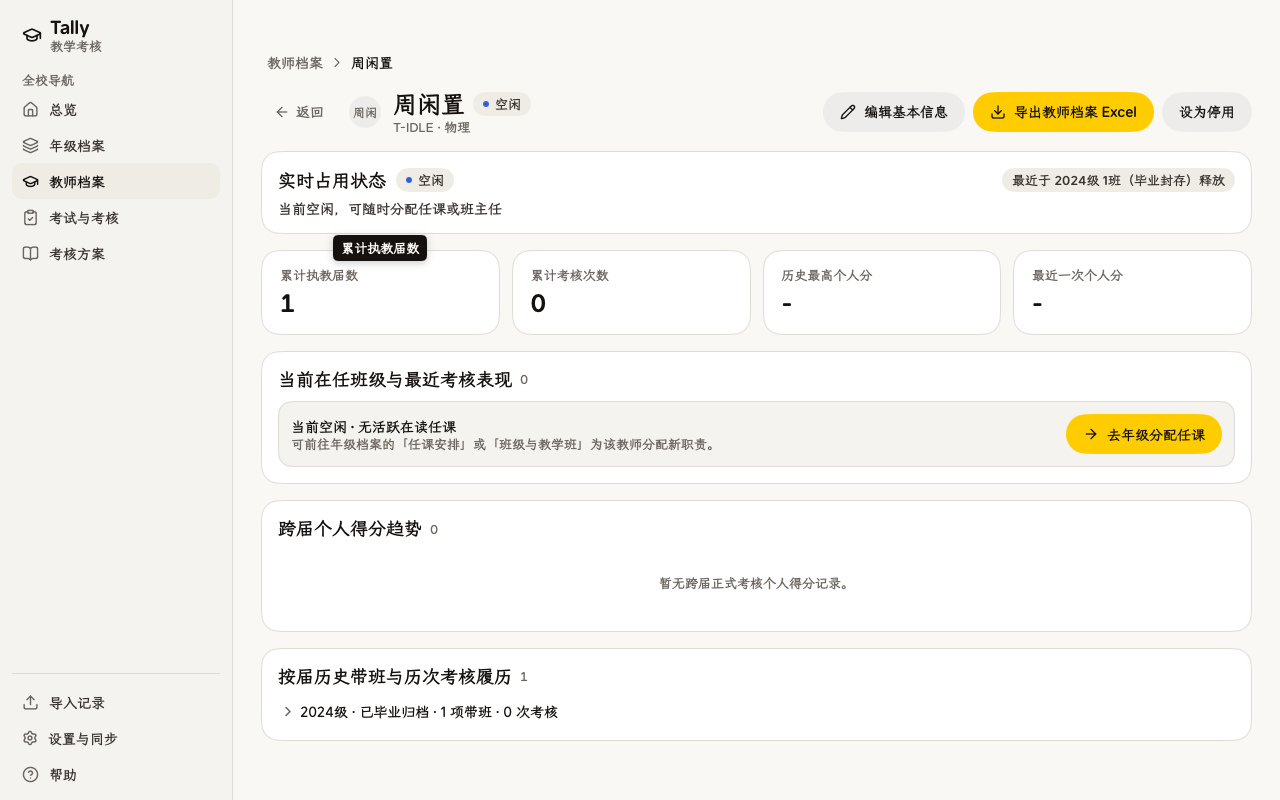 Tally
教学考核
全校导航
总览
年级档案
教师档案
考试与考核
考核方案
导入记录
设置与同步
帮助
教师档案 > 周闲置
返回
周闲
周闲置
空闲
T-IDLE · 物理
编辑基本信息
导出教师档案 Excel
设为停用
实时占用状态
空闲
最近于 2024级 1班（毕业封存）释放
当前空闲，可随时分配任课或班主任
累计执教届数
累计执教届数
1
累计考核次数
0
历史最高个人分
-
最近一次个人分
-
当前在任班级与最近考核表现 0
当前空闲 · 无活跃在读任课
可前往年级档案的「任课安排」或「班级与教学班」为该教师分配新职责。
去年级分配任课
跨届个人得分趋势 0
暂无跨届正式考核个人得分记录。
按届历史带班与历次考核履历 1
2024级 · 已毕业归档 · 1 项带班 · 0 次考核